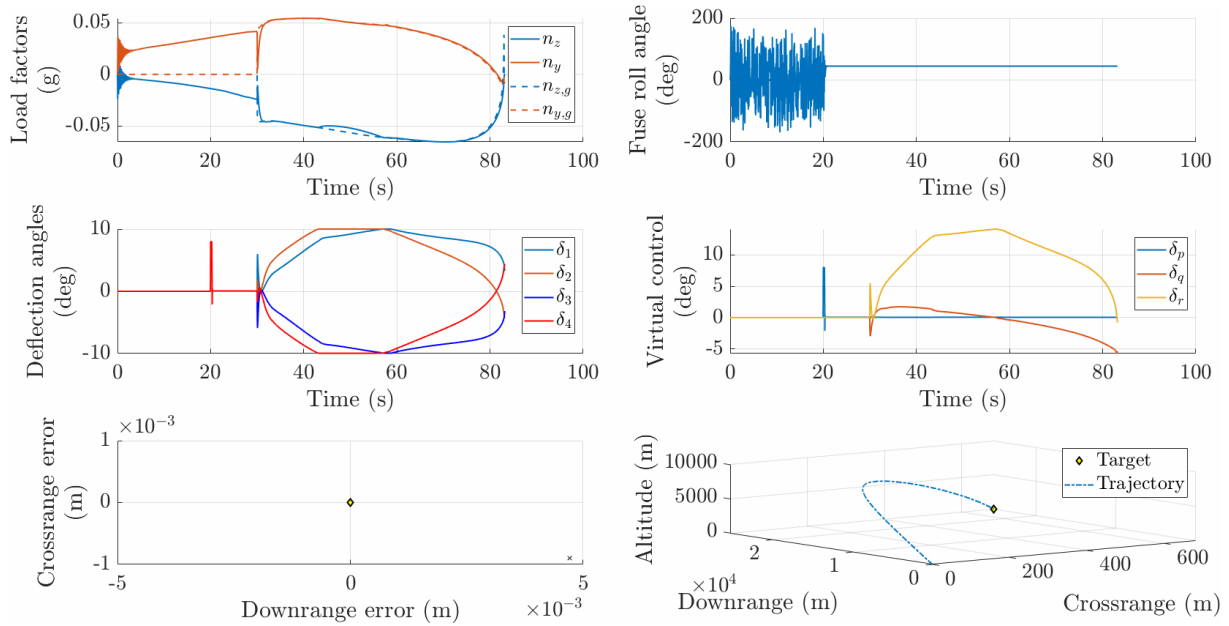 Load factors
(g)
0.05
0
-0.05
n_z
n_y
n_{z,g}
n_{y,g}
0 20 40 60 80 100
Time (s)
Fuse roll angle
(deg)
200
0
-200
0 20 40 60 80 100
Time (s)
Deflection angles
(deg)
10
0
-10
δ_1
δ_2
δ_3
δ_4
0 20 40 60 80 100
Time (s)
Virtual control
(deg)
10
5
0
-5
δ_p
δ_q
δ_r
0 20 40 60 80 100
Time (s)
Crossrange error
(m)
×10^{-3}
1
0
-1
-5 0 5
Downrange error (m)
×10^{-3}
Altitude (m)
10000
5000
0
Target
Trajectory
2 1 0
×10^4
Downrange (m)
0 200 400 600
Crossrange (m)